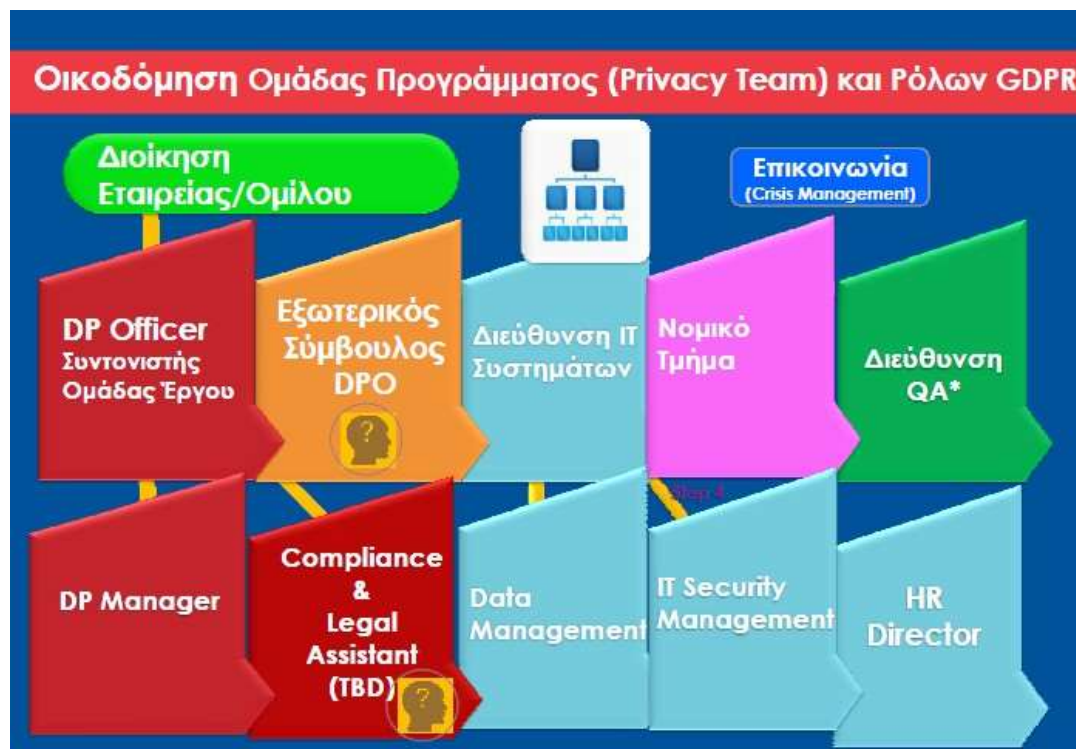 Οικοδόμηση Ομάδας Προγράμματος (Privacy Team) και Ρόλων GDPR
Διοίκηση
Εταιρείας/Ομίλου
Επικοινωνία
(Crisis Management)
DP Officer
Συντονιστής
Ομάδας Έργου
Εξωτερικός
Σύμβουλος
DPO
?
Διεύθυνση IT
Συστημάτων
Νομικό
Τμήμα
Διεύθυνση
QA*
Step 4
DP Manager
Compliance
&
Legal
Assistant
(TBD)
?
Data
Management
IT Security
Management
HR
Director